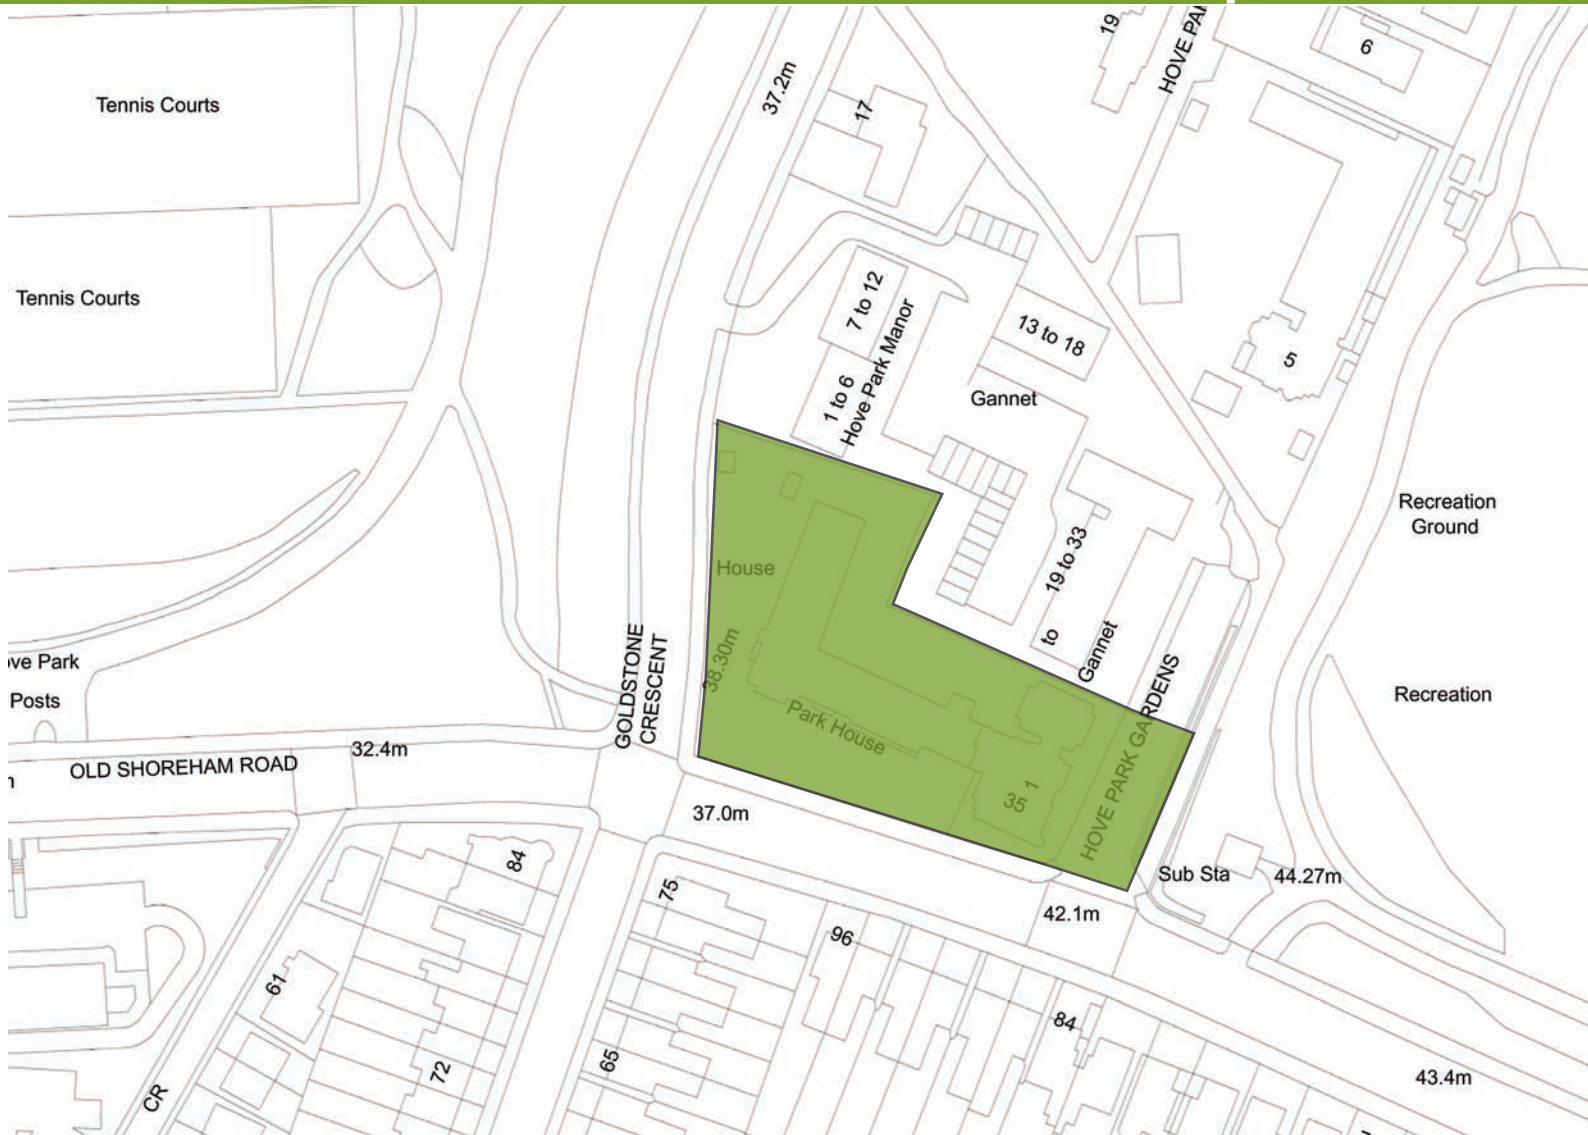 19
HOVE PA
6
37.2m
Tennis Courts
17
Tennis Courts
7 to 12
Hove Park Manor
13 to 18
5
1 to 6
Gannet
Recreation
Ground
House
19 to 33
to
Gannet
GOLDSTONE
CRESCENT
38.30m
ve Park
Posts
Recreation
Park House
HOVE PARK GARDENS
32.4m
OLD SHOREHAM ROAD
35 1
37.0m
84
75
Sub Sta
44.27m
42.1m
96
61
84
72
65
43.4m
CR